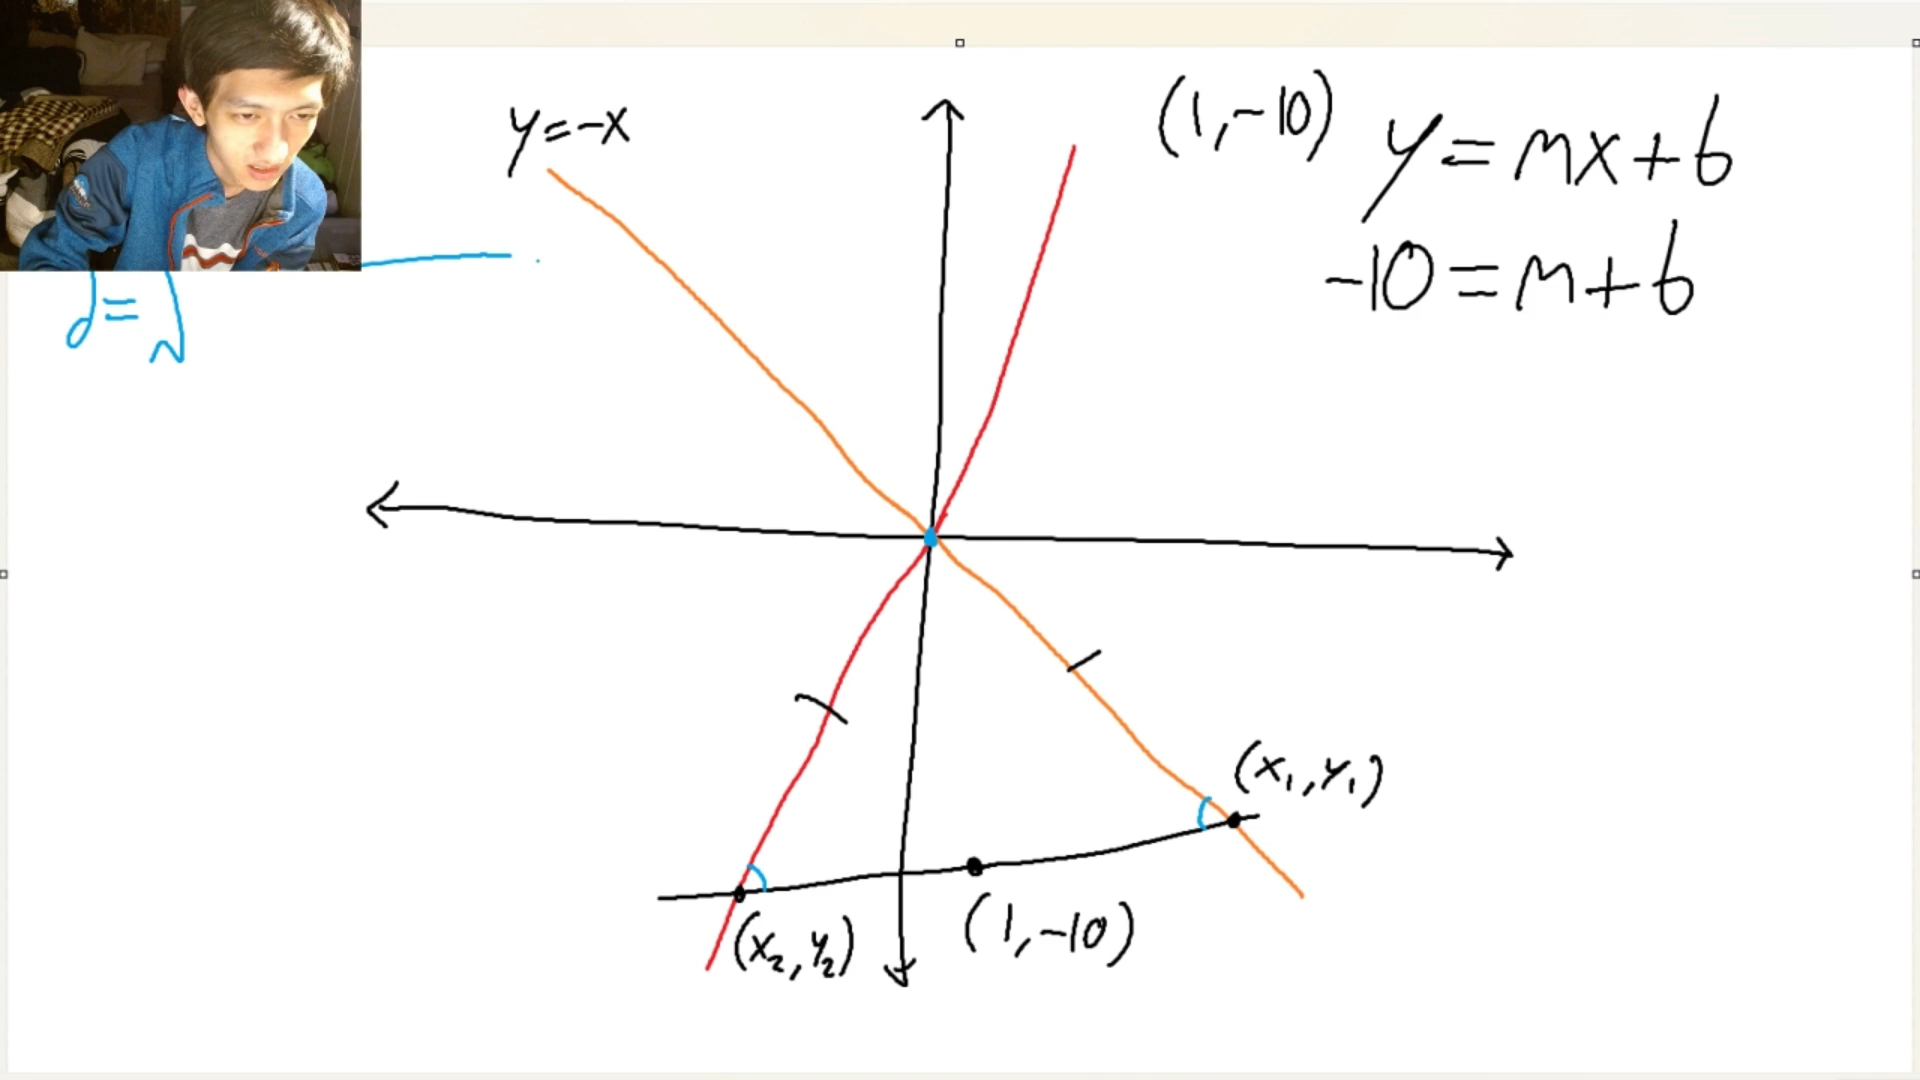 y=-x
(1,-10)
y=mx+b
-10=m+b
d=√
(x₁,y₁)
(x₂,y₂)
(1,-10)